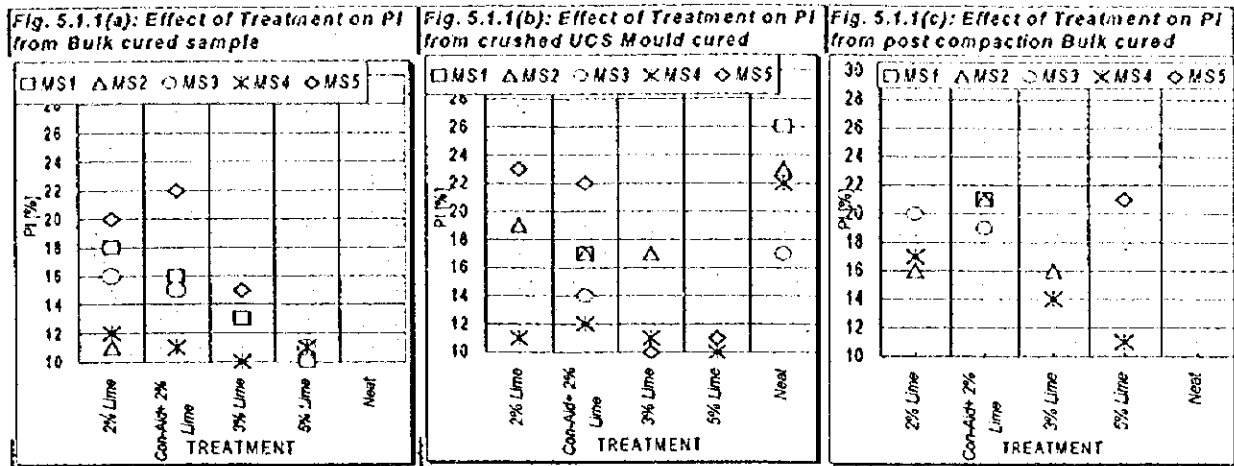 Fig. 5.1.1(a): Effect of Treatment on PI
from Bulk cured sample
MS1 MS2 MS3 MS4 MS5
28
26
24
22
20
18
16
14
12
10
PI (%)
2% Lime
Con-Aid+ 2%
Lime
3% Lime
5% Lime
Neat
TREATMENT
Fig. 5.1.1(b): Effect of Treatment on PI
from crushed UCS Mould cured
MS1 MS2 MS3 MS4 MS5
28
26
24
22
20
18
16
14
12
10
PI (%)
2% Lime
Con-Aid+ 2%
Lime
3% Lime
5% Lime
Neat
TREATMENT
Fig. 5.1.1(c): Effect of Treatment on PI
from post compaction Bulk cured
MS1 MS2 MS3 MS4 MS5
30
28
26
24
22
20
18
16
14
12
10
PI (%)
2% Lime
Con-Aid+ 2%
Lime
3% Lime
5% Lime
Neat
TREATMENT